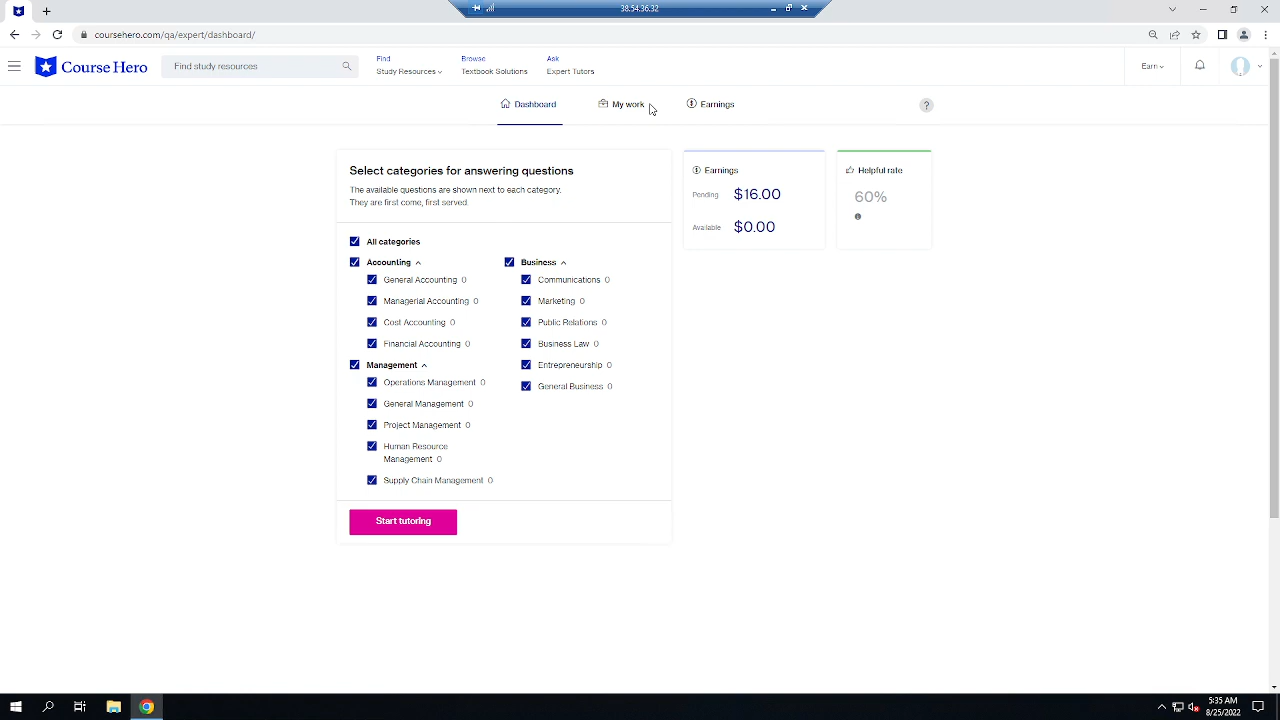 38.54.36.32
coursehero.com/qa/expert/dashboard/
Course Hero
Find study resources
Find
Study Resources
Browse
Textbook Solutions
Ask
Expert Tutors
Earn
Dashboard
My work
Earnings
?
Select categories for answering questions
The available questions are shown next to each category.
They are first come, first served.
All categories
Accounting
General Accounting 0
Managerial Accounting 0
Cost Accounting 0
Financial Accounting 0
Management
Operations Management 0
General Management 0
Project Management 0
Human Resource
Management 0
Supply Chain Management 0
Business
Communications 0
Marketing 0
Public Relations 0
Business Law 0
Entrepreneurship 0
General Business 0
Start tutoring
Earnings
Pending $16.00
Available $0.00
Helpful rate
60%
5:35 AM
8/25/2022